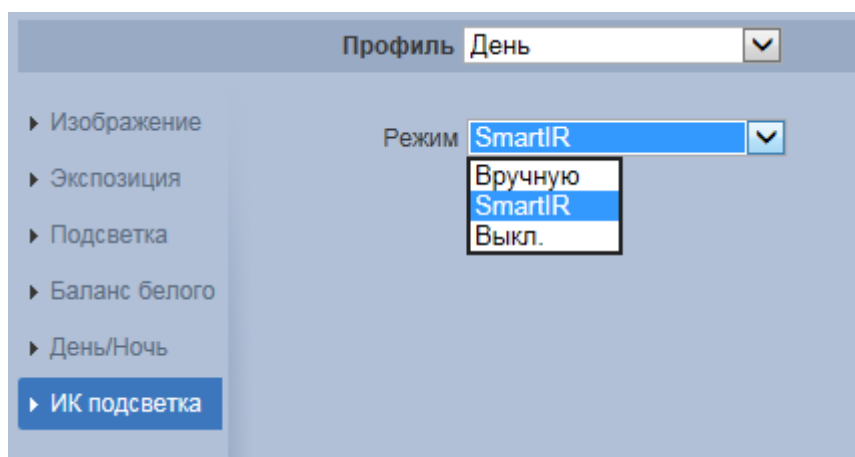 Профиль День
Изображение
Режим SmartIR
Вручную
Экспозиция
SmartIR
Подсветка
Выкл.
Баланс белого
День/Ночь
ИК подсветка